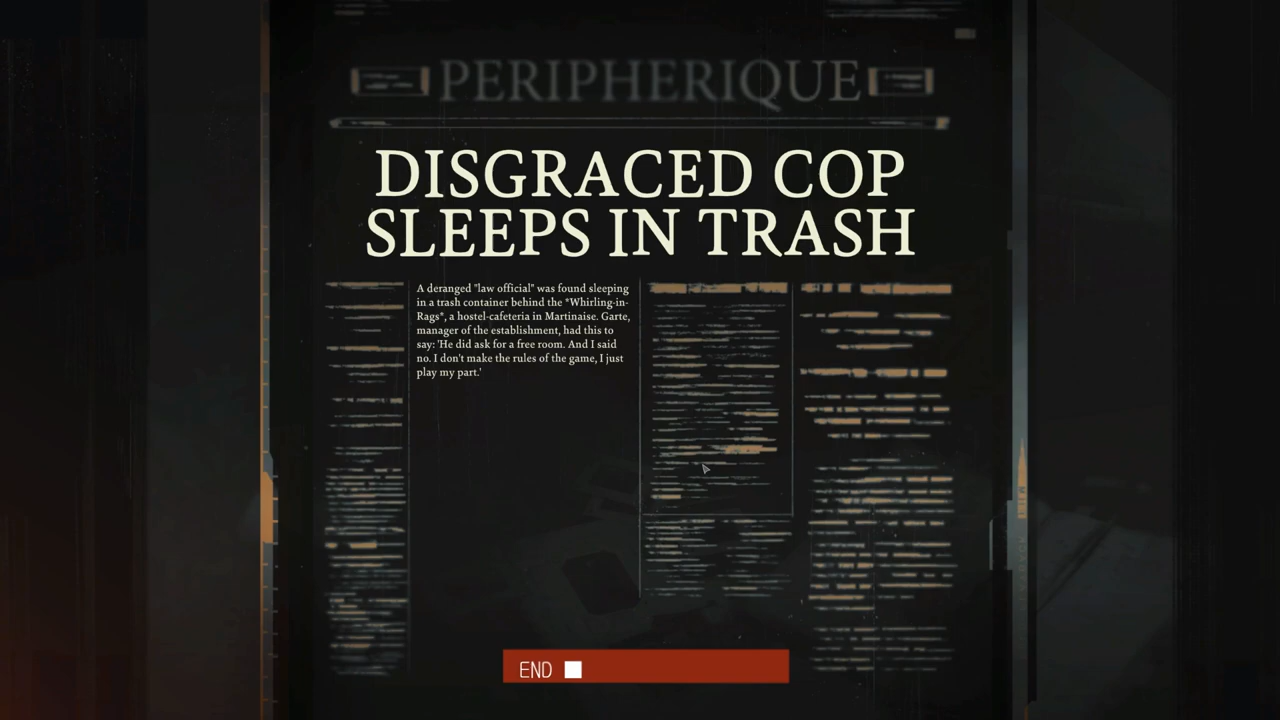 PERIPHERIQUE
DISGRACED COP
SLEEPS IN TRASH
A deranged "law official" was found sleeping
in a trash container behind the *Whirling-in-
Rags*, a hostel-cafeteria in Martinaise. Garte,
manager of the establishment, had this to
say: 'He did ask for a free room. And I said
no. I don't make the rules of the game, I just
play my part.'
END